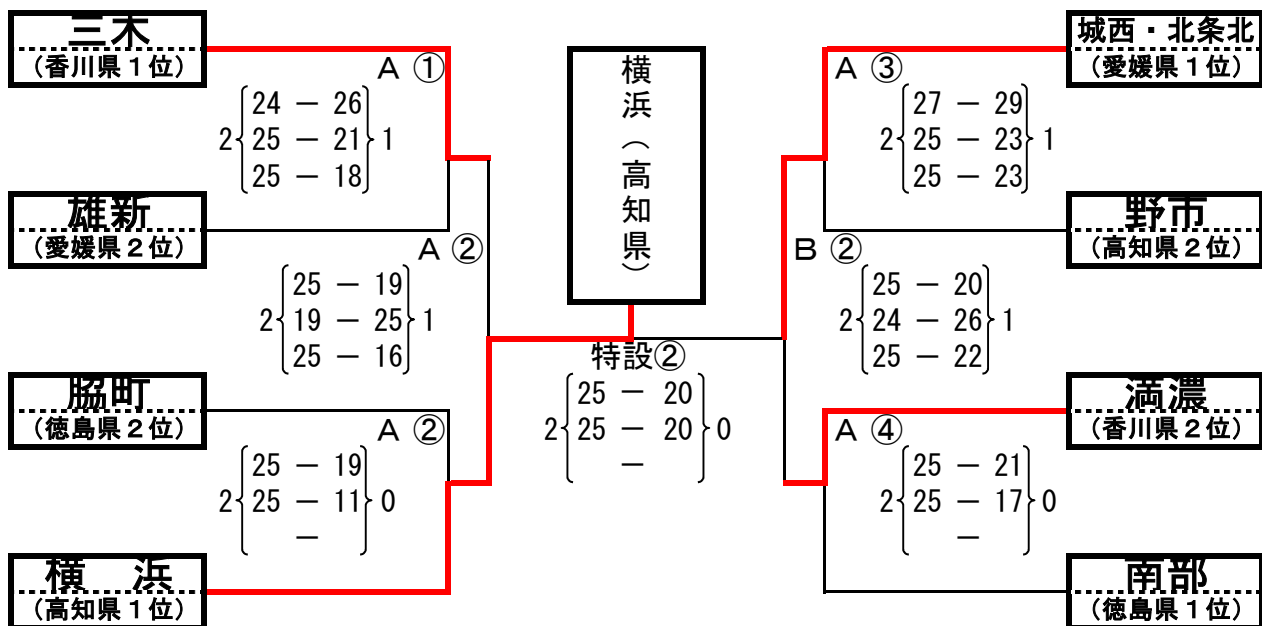 三木
(香川県1位)
A ①
24 － 26
2 25 － 21 1
25 － 18
雄新
(愛媛県2位)
A ②
25 － 19
2 19 － 25 1
25 － 16
脇町
(徳島県2位)
A ②
25 － 19
2 25 － 11 0
－
横　浜
(高知県1位)
横浜(高知県)
特設②
25 － 20
2 25 － 20 0
－
城西・北条北
(愛媛県1位)
A ③
27 － 29
2 25 － 23 1
25 － 23
野市
(高知県2位)
B ②
25 － 20
2 24 － 26 1
25 － 22
満濃
(香川県2位)
A ④
25 － 21
2 25 － 17 0
－
南部
(徳島県1位)